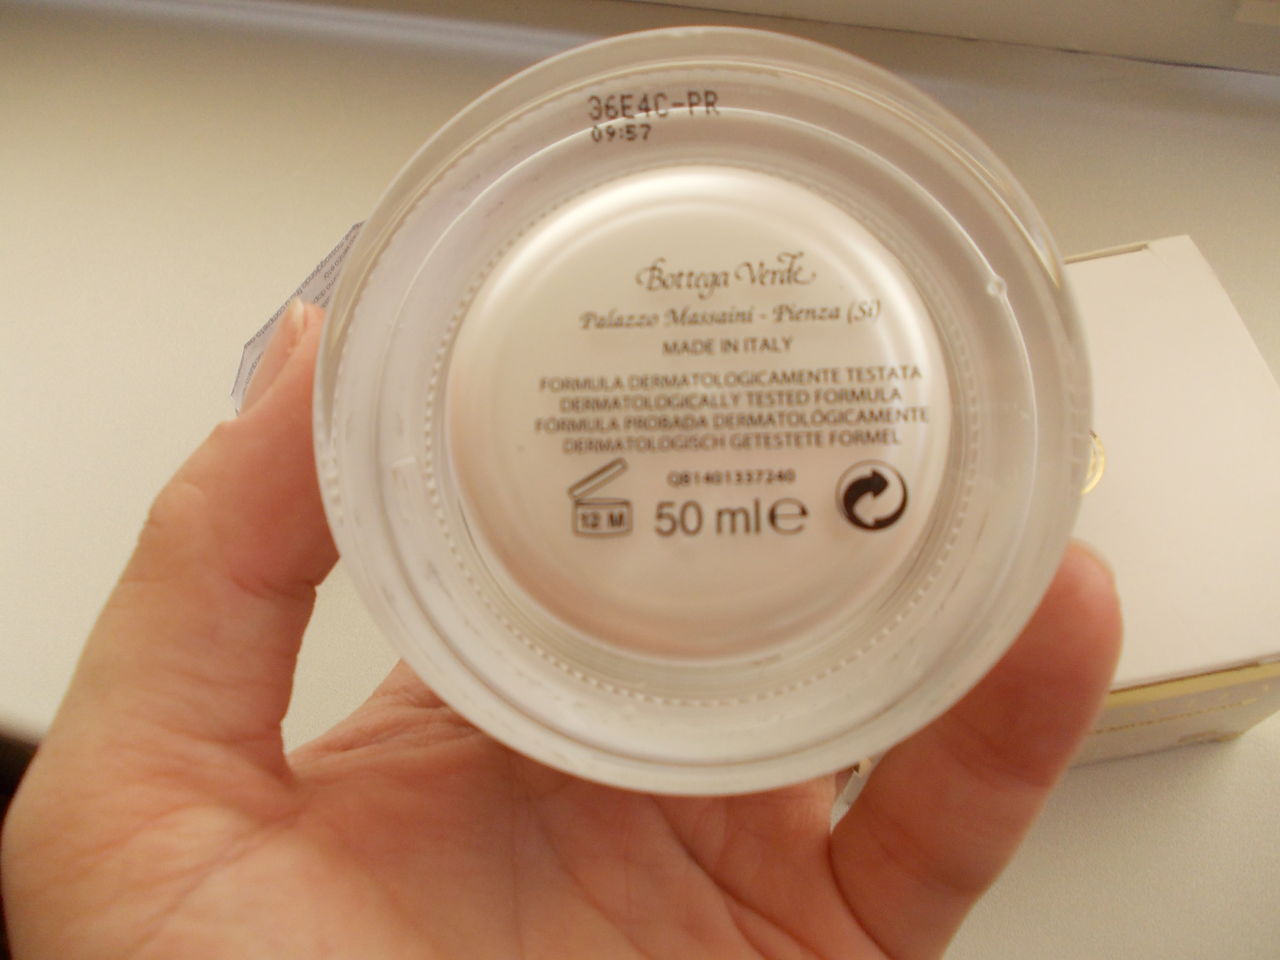 36E4C-PR
09:57
Bottega Verde
Palazzo Massaini - Pienza (Si)
MADE IN ITALY
FORMULA DERMATOLOGICAMENTE TESTATA
DERMATOLOGICALLY TESTED FORMULA
FÓRMULA PROBADA DERMATOLÓGICAMENTE
DERMATOLOGISCH GETESTETE FORMEL
QB1401337240
12 M 50 ml e